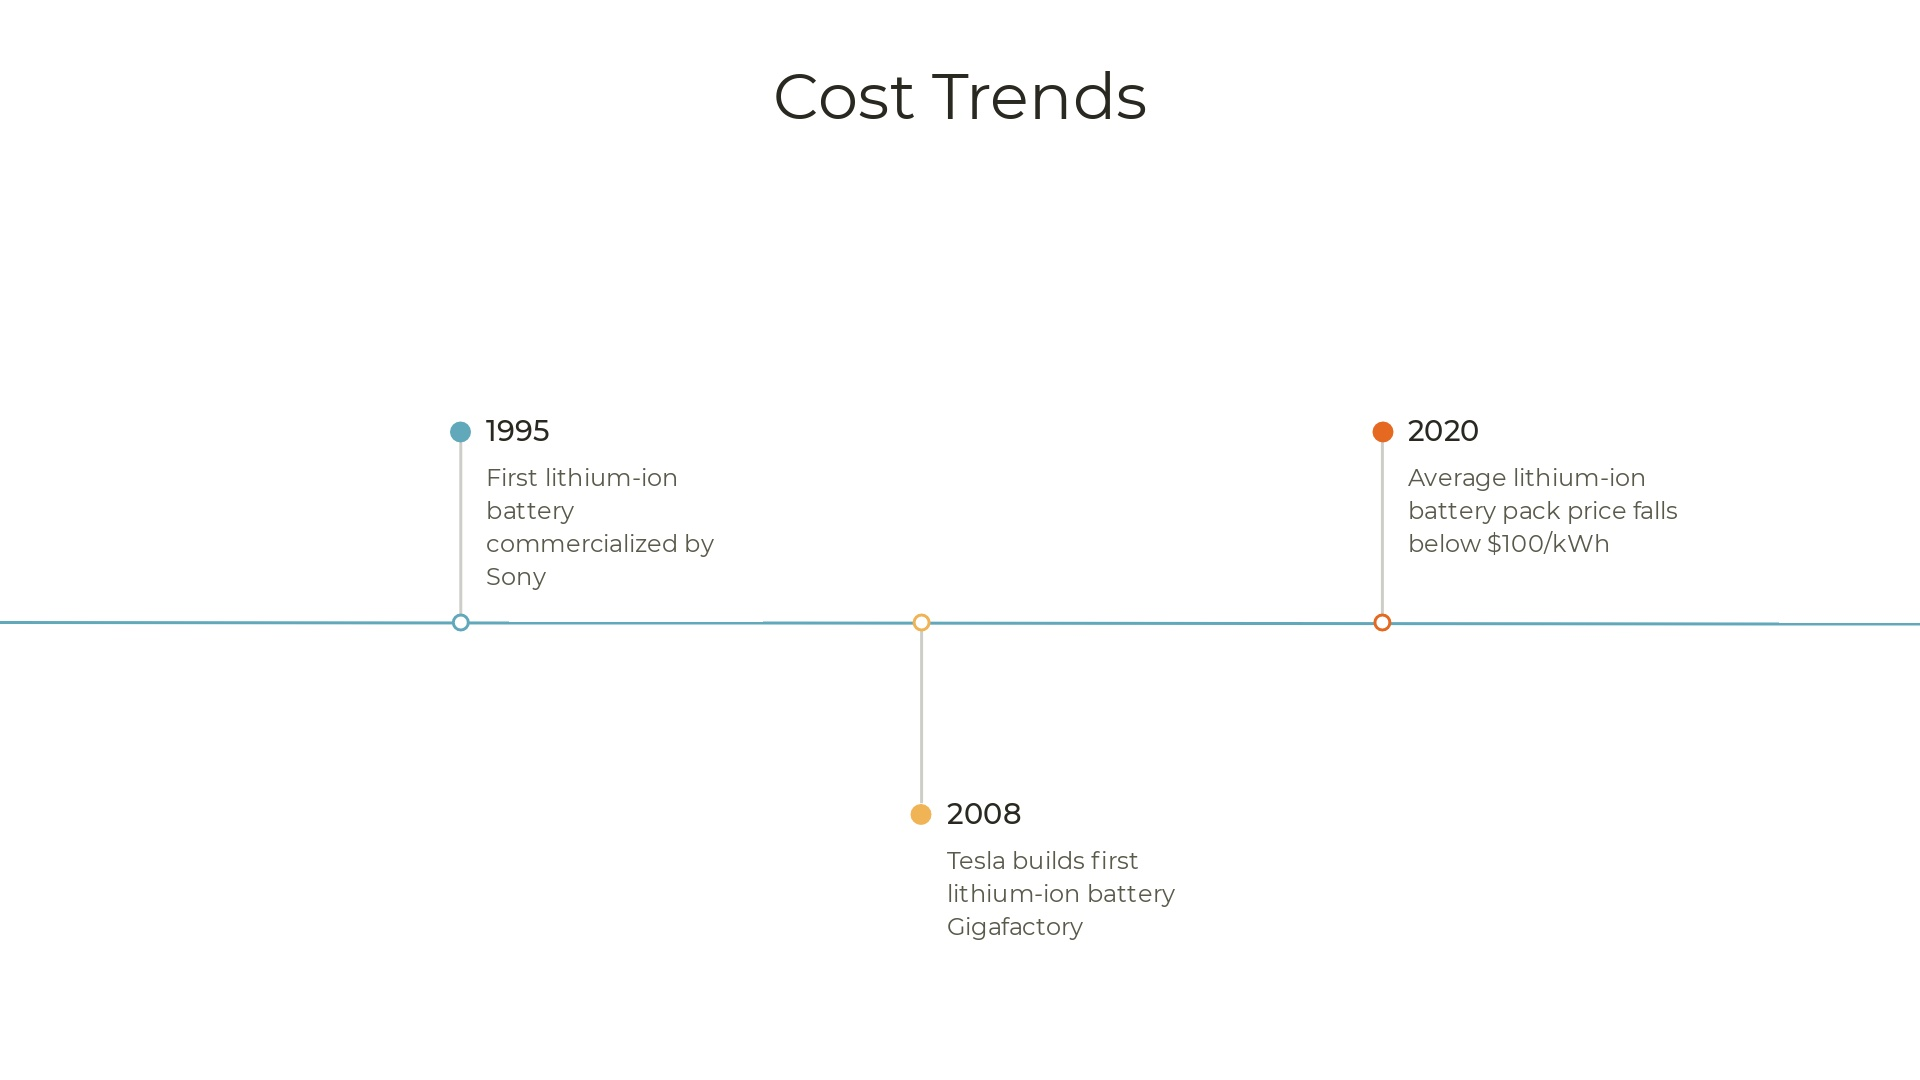 Cost Trends
1995
First lithium-ion
battery
commercialized by
Sony
2020
Average lithium-ion
battery pack price falls
below $100/kWh
2008
Tesla builds first
lithium-ion battery
Gigafactory